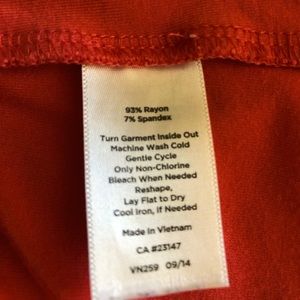 93% Rayon
7% Spandex
Turn Garment Inside Out
Machine Wash Cold
Gentle Cycle
Only Non-Chlorine
Bleach When Needed
Reshape,
Lay Flat to Dry
Cool Iron, if Needed
Made in Vietnam
CA #23147
VN259 09/14